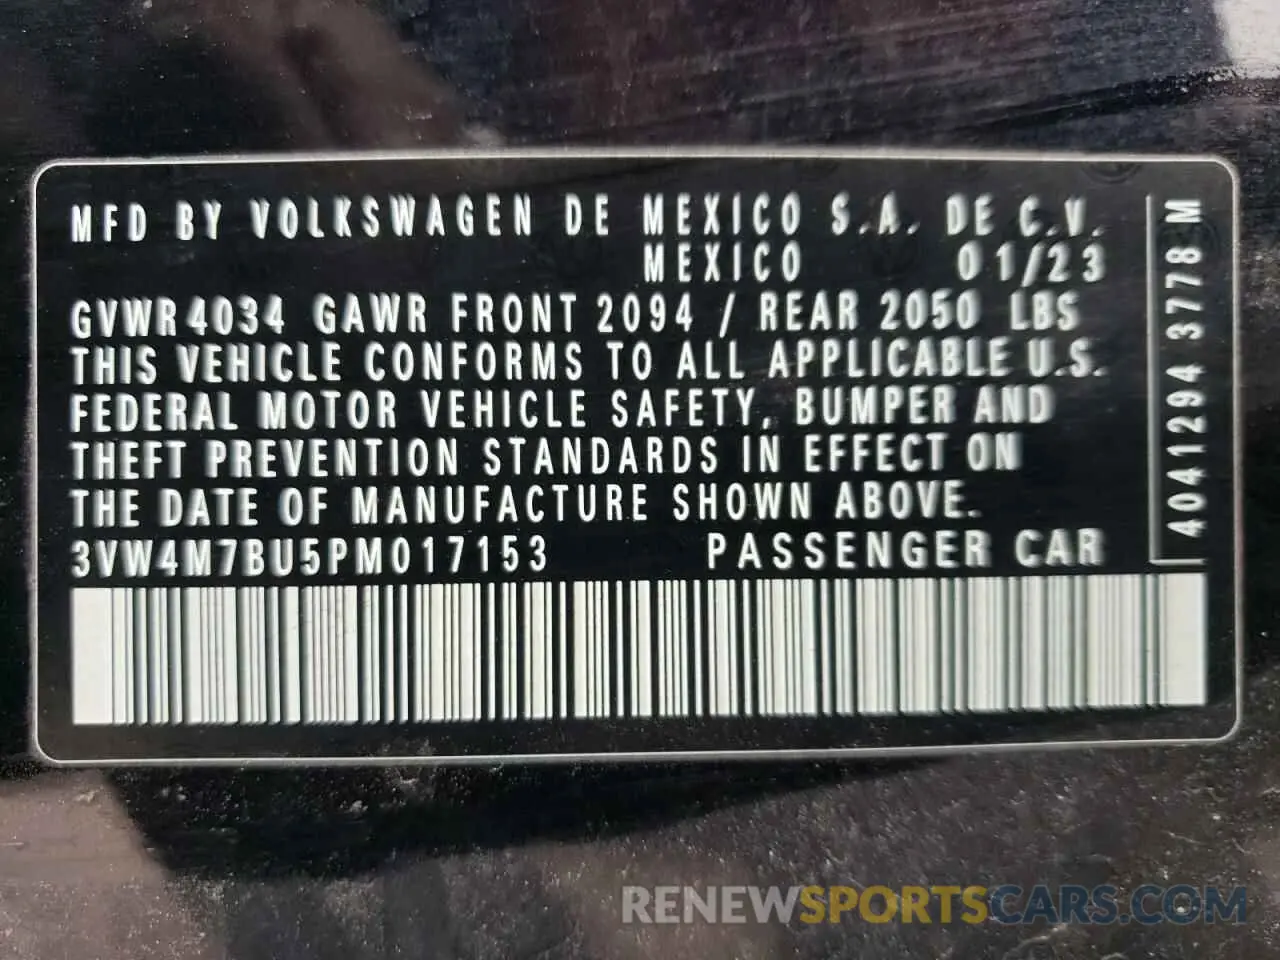 MFD BY VOLKSWAGEN DE MEXICO S.A. DE C.V.
MEXICO 01/23
GVWR 4034 GAWR FRONT 2094 / REAR 2050 LBS
THIS VEHICLE CONFORMS TO ALL APPLICABLE U.S.
FEDERAL MOTOR VEHICLE SAFETY, BUMPER AND
THEFT PREVENTION STANDARDS IN EFFECT ON
THE DATE OF MANUFACTURE SHOWN ABOVE.
3VW4M7BU5PM017153 PASSENGER CAR
4041294 3778 M
RENEWSPORTSCARS.COM